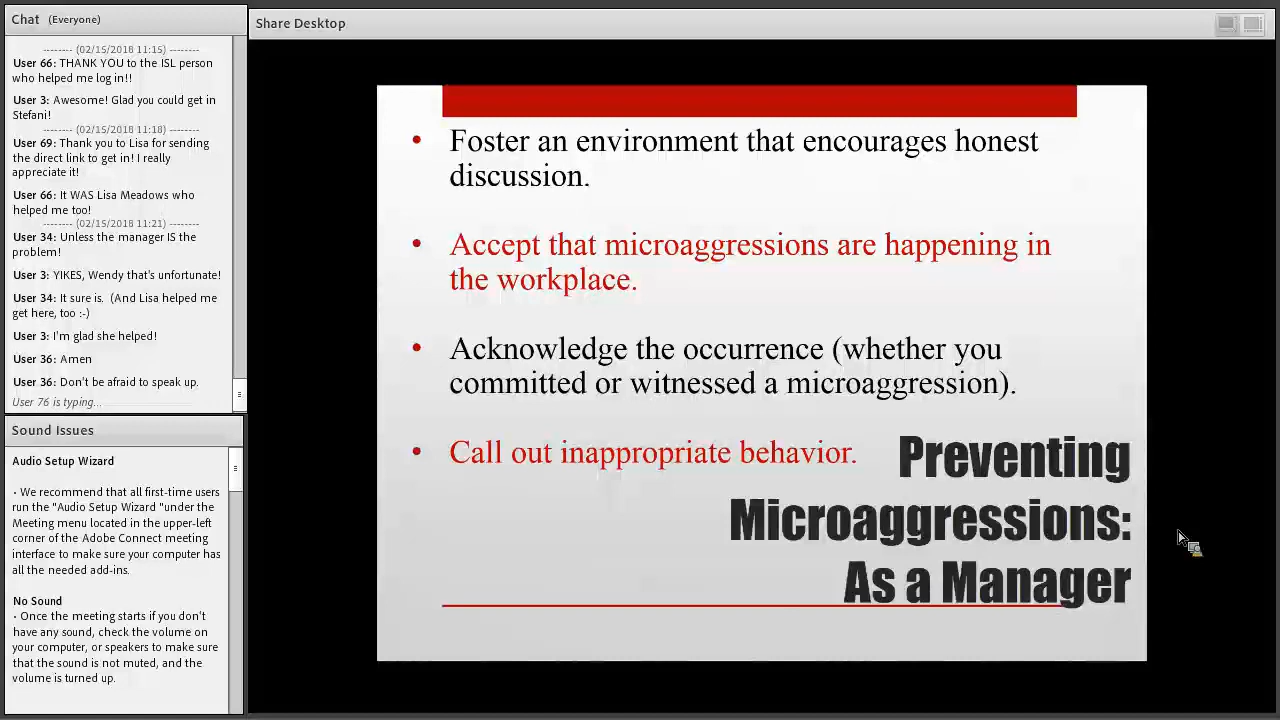 Chat (Everyone)
-------- (02/15/2018 11:15) --------
User 66: THANK YOU to the ISL person
who helped me log in!!
User 3: Awesome! Glad you could get in
Stefani!
-------- (02/15/2018 11:18) --------
User 69: Thank you to Lisa for sending
the direct link to get in! I really
appreciate it!
User 66: It WAS Lisa Meadows who
helped me too!
-------- (02/15/2018 11:21) --------
User 34: Unless the manager IS the
problem!
User 3: YIKES, Wendy that's unfortunate!
User 34: It sure is. (And Lisa helped me
get here, too :-)
User 3: I'm glad she helped!
User 36: Amen
User 36: Don't be afraid to speak up.
User 76 is typing...
Sound Issues
Audio Setup Wizard
• We recommend that all first-time users
run the "Audio Setup Wizard "under the
Meeting menu located in the upper-left
corner of the Adobe Connect meeting
interface to make sure your computer has
all the needed add-ins.
No Sound
• Once the meeting starts if you don't
have any sound, check the volume on
your computer, or speakers to make sure
that the sound is not muted, and the
volume is turned up.
Share Desktop
• Foster an environment that encourages honest
discussion.
• Accept that microaggressions are happening in
the workplace.
• Acknowledge the occurrence (whether you
committed or witnessed a microaggression).
• Call out inappropriate behavior.
Preventing
Microaggressions:
As a Manager